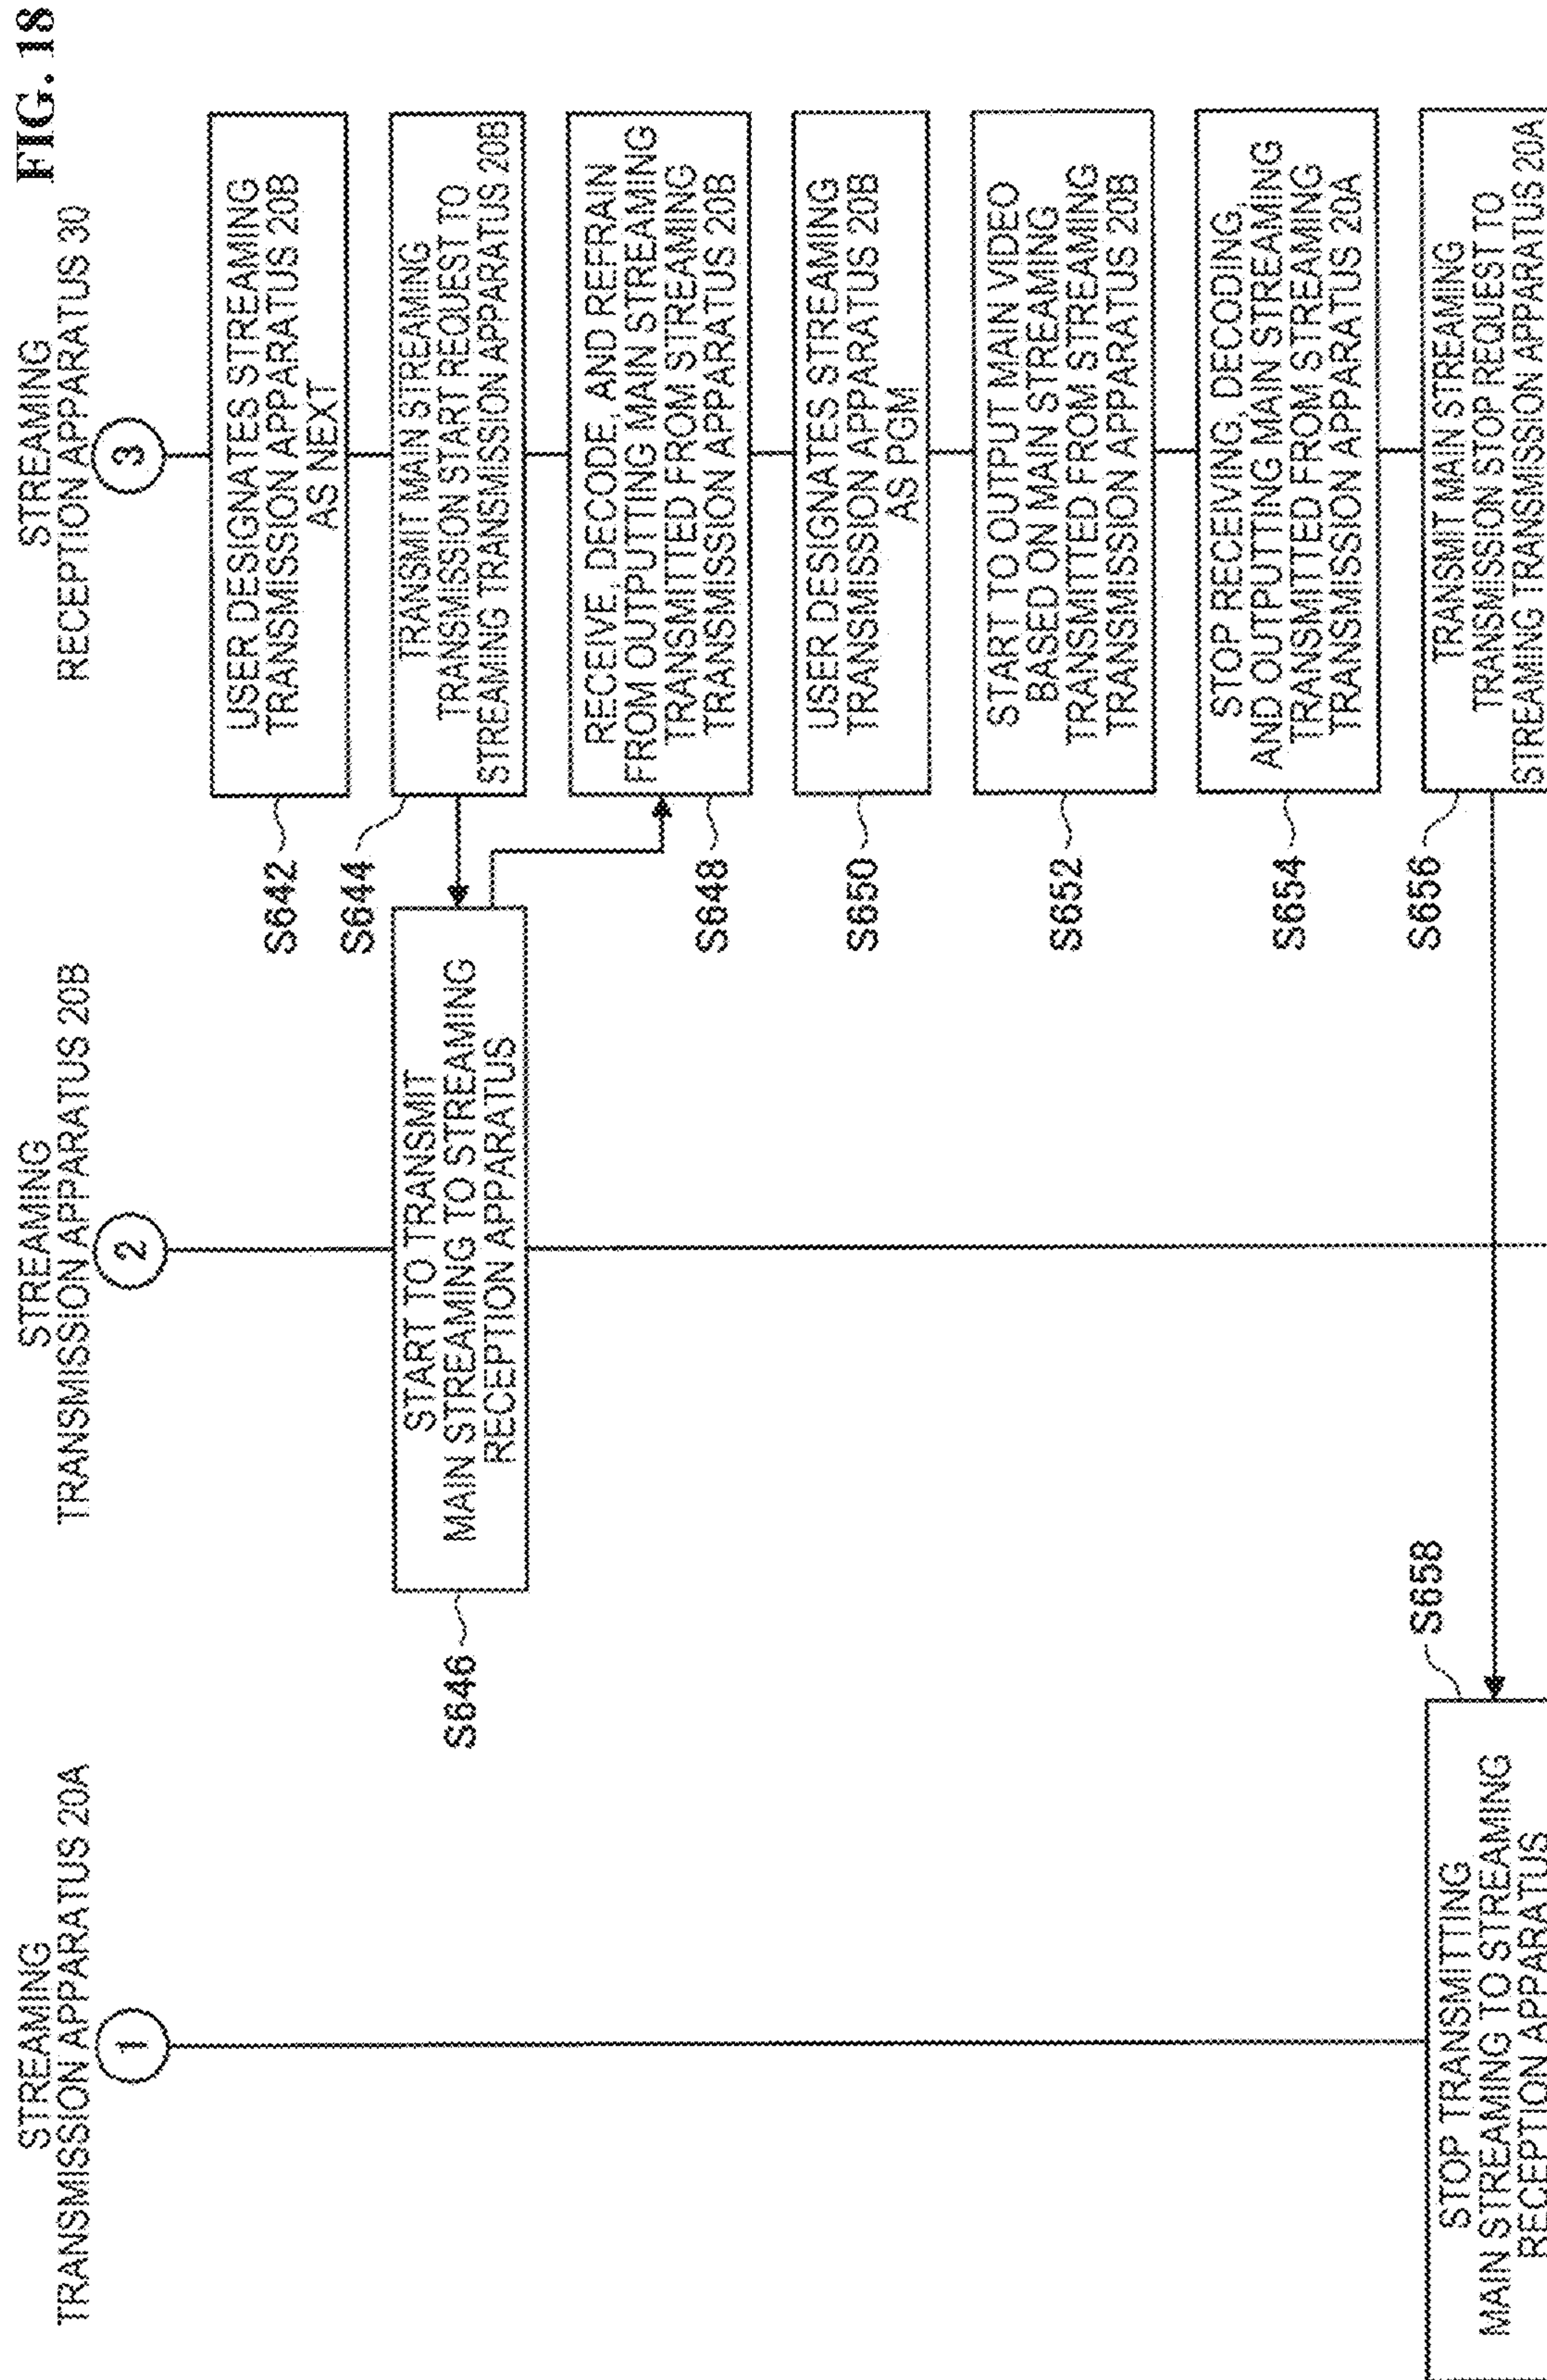 FIG. 18
STREAMING
TRANSMISSION APPARATUS 20A
STREAMING
TRANSMISSION APPARATUS 20B
STREAMING
RECEPTION APPARATUS 30
1
2
3
USER DESIGNATES STREAMING
TRANSMISSION APPARATUS 20B
AS NEXT
S642
TRANSMIT MAIN STREAMING
TRANSMISSION START REQUEST TO
STREAMING TRANSMISSION APPARATUS 20B
S644
START TO TRANSMIT
MAIN STREAMING TO STREAMING
RECEPTION APPARATUS
S646
RECEIVE, DECODE, AND REFRAIN
FROM OUTPUTTING MAIN STREAMING
TRANSMITTED FROM STREAMING
TRANSMISSION APPARATUS 20B
S648
USER DESIGNATES STREAMING
TRANSMISSION APPARATUS 20B
AS PGM
S650
START TO OUTPUT MAIN VIDEO
BASED ON MAIN STREAMING
TRANSMITTED FROM STREAMING
TRANSMISSION APPARATUS 20B
S652
STOP RECEIVING, DECODING,
AND OUTPUTTING MAIN STREAMING
TRANSMITTED FROM STREAMING
TRANSMISSION APPARATUS 20A
S654
TRANSMIT MAIN STREAMING
TRANSMISSION STOP REQUEST TO
STREAMING TRANSMISSION APPARATUS 20A
S656
STOP TRANSMITTING
MAIN STREAMING TO STREAMING
RECEPTION APPARATUS
S658